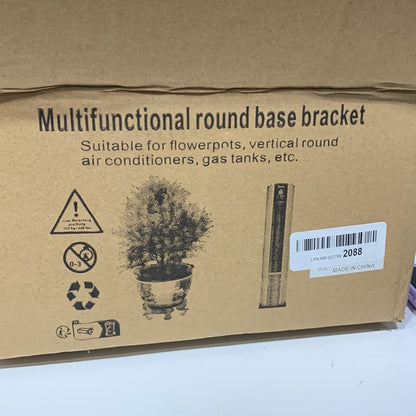 Multifunctional round base bracket
Suitable for flowerpots, vertical round
air conditioners, gas tanks, etc.
0-3
2088
MADE IN CHINA